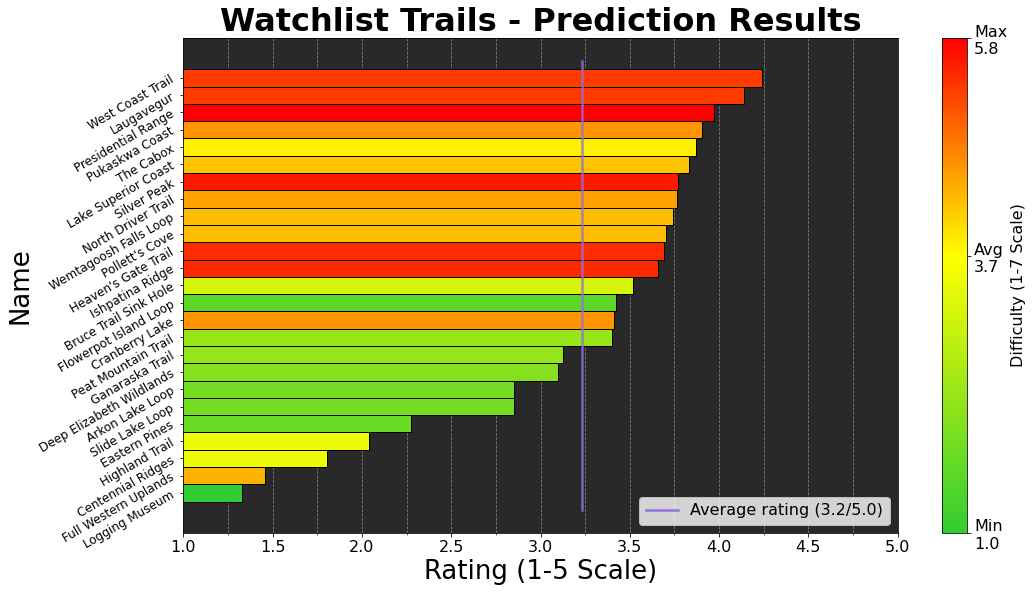 Watchlist Trails - Prediction Results
Name
West Coast Trail
Laugavegur
Presidential Range
Pukaskwa Coast
The Cabox
Lake Superior Coast
Silver Peak
North Driver Trail
Wemtagoosh Falls Loop
Pollett's Cove
Heaven's Gate Trail
Ishpatina Ridge
Bruce Trail Sink Hole
Flowerpot Island Loop
Cranberry Lake
Peat Mountain Trail
Ganaraska Trail
Deep Elizabeth Wildlands
Arkon Lake Loop
Slide Lake Loop
Eastern Pines
Highland Trail
Centennial Ridges
Full Western Uplands
Logging Museum
Average rating (3.2/5.0)
1.0 1.5 2.0 2.5 3.0 3.5 4.0 4.5 5.0
Rating (1-5 Scale)
Max
5.8
Avg
3.7
Min
1.0
Difficulty (1-7 Scale)